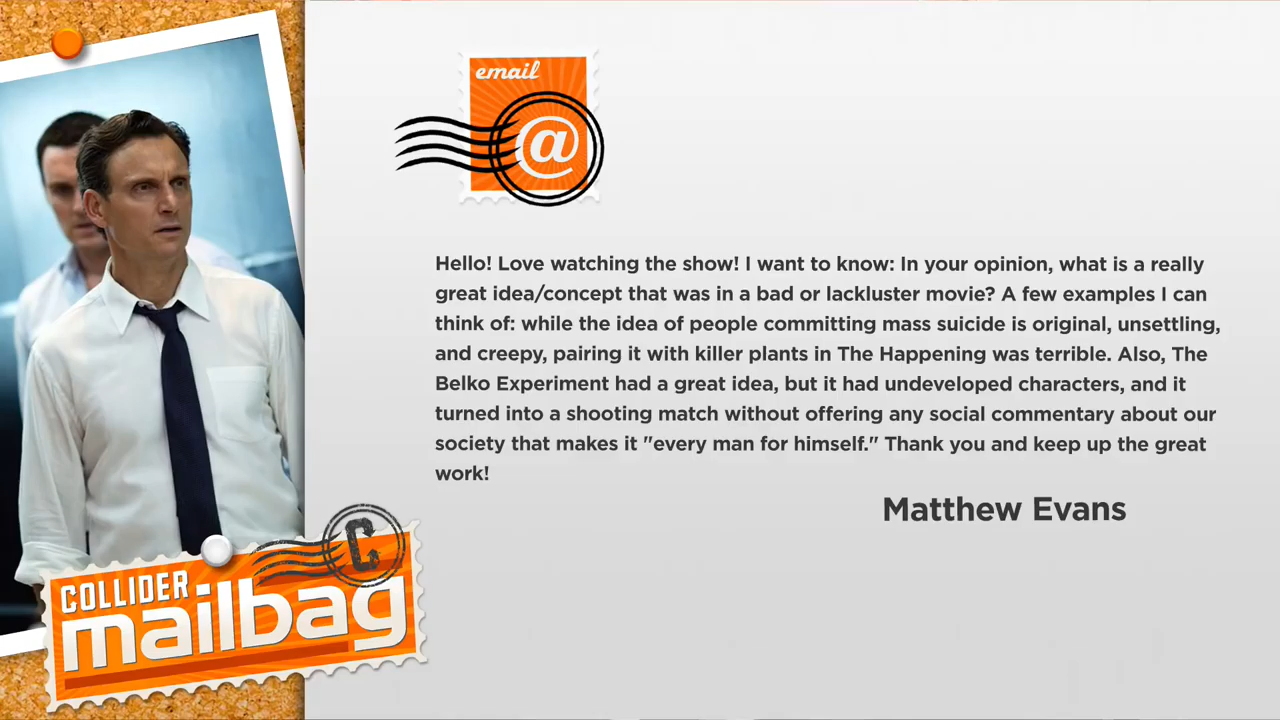 email
@
Hello! Love watching the show! I want to know: In your opinion, what is a really
great idea/concept that was in a bad or lackluster movie? A few examples I can
think of: while the idea of people committing mass suicide is original, unsettling,
and creepy, pairing it with killer plants in The Happening was terrible. Also, The
Belko Experiment had a great idea, but it had undeveloped characters, and it
turned into a shooting match without offering any social commentary about our
society that makes it "every man for himself." Thank you and keep up the great
work!
Matthew Evans
C
COLLIDER
mailbag